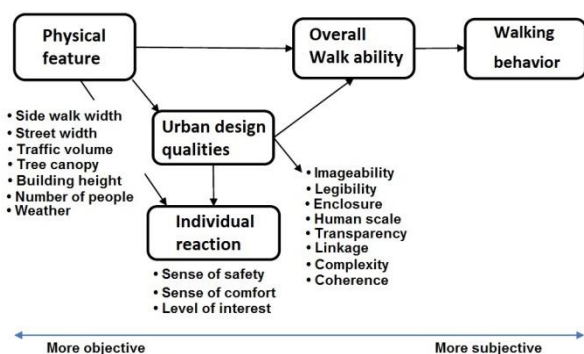 Physical
feature
Overall
Walk ability
Walking
behavior
• Side walk width
• Street width
• Traffic volume
• Tree canopy
• Building height
• Number of people
• Weather
Urban design
qualities
• Imageability
• Legibility
• Enclosure
• Human scale
• Transparency
• Linkage
• Complexity
• Coherence
Individual
reaction
• Sense of safety
• Sense of comfort
• Level of interest
More objective
More subjective